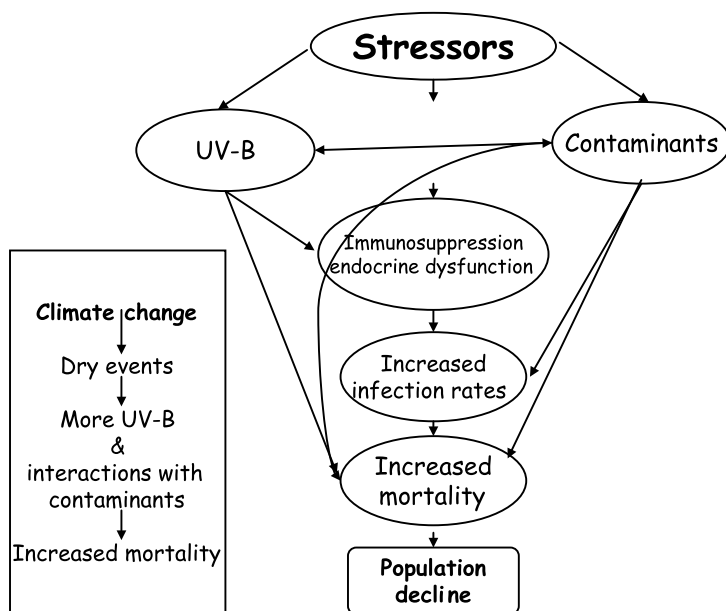 Stressors
UV-B
Contaminants
Immunosuppression
endocrine dysfunction
Increased
infection rates
Increased
mortality
Population
decline
Climate change
Dry events
More UV-B
&
interactions with
contaminants
Increased mortality